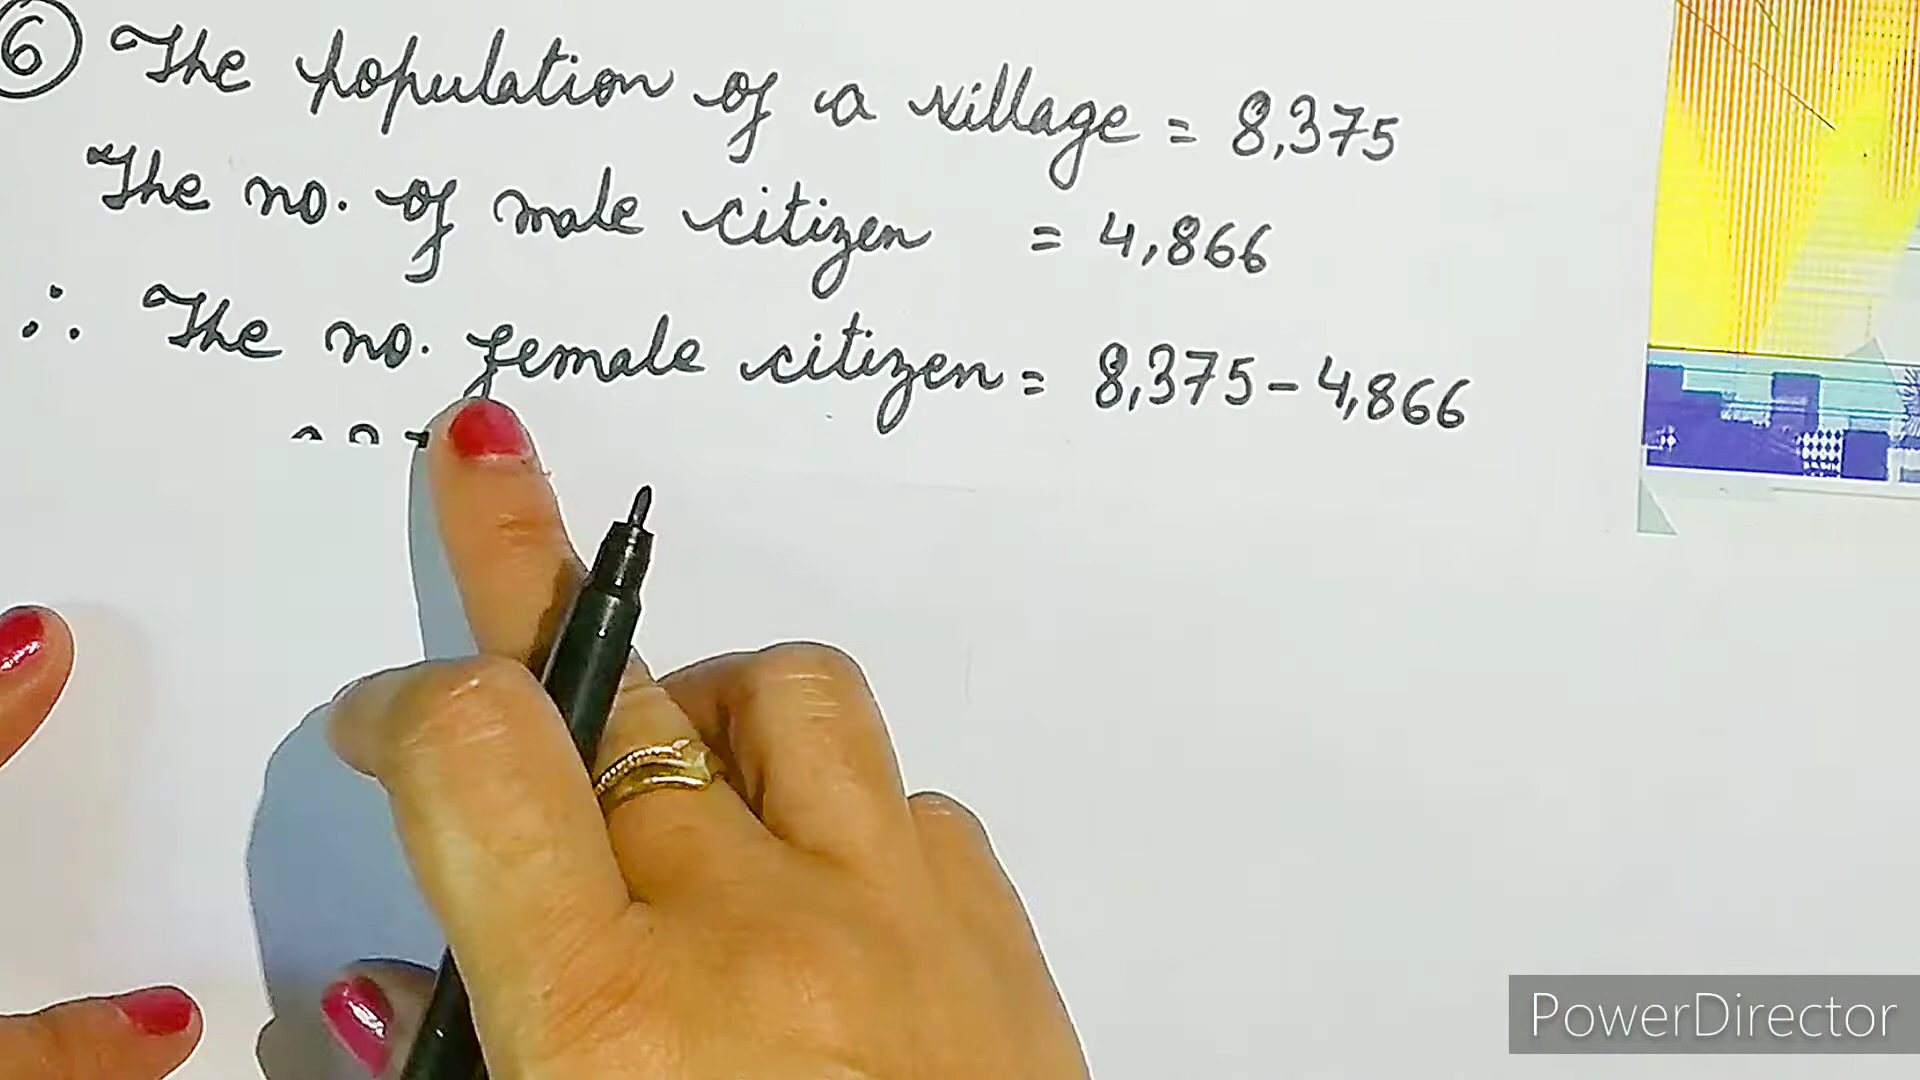 6 The population of a village = 8,375
The no. of male citizen = 4,866
∴ The no. female citizen = 8,375 - 4,866
PowerDirector